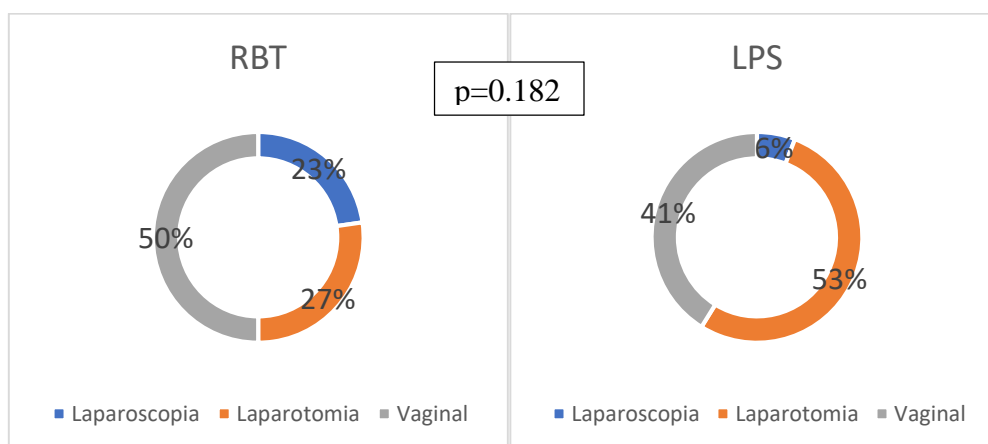 RBT
23%
50%
27%
Laparoscopia Laparotomia Vaginal
p=0.182
LPS
6%
41%
53%
Laparoscopia Laparotomia Vaginal